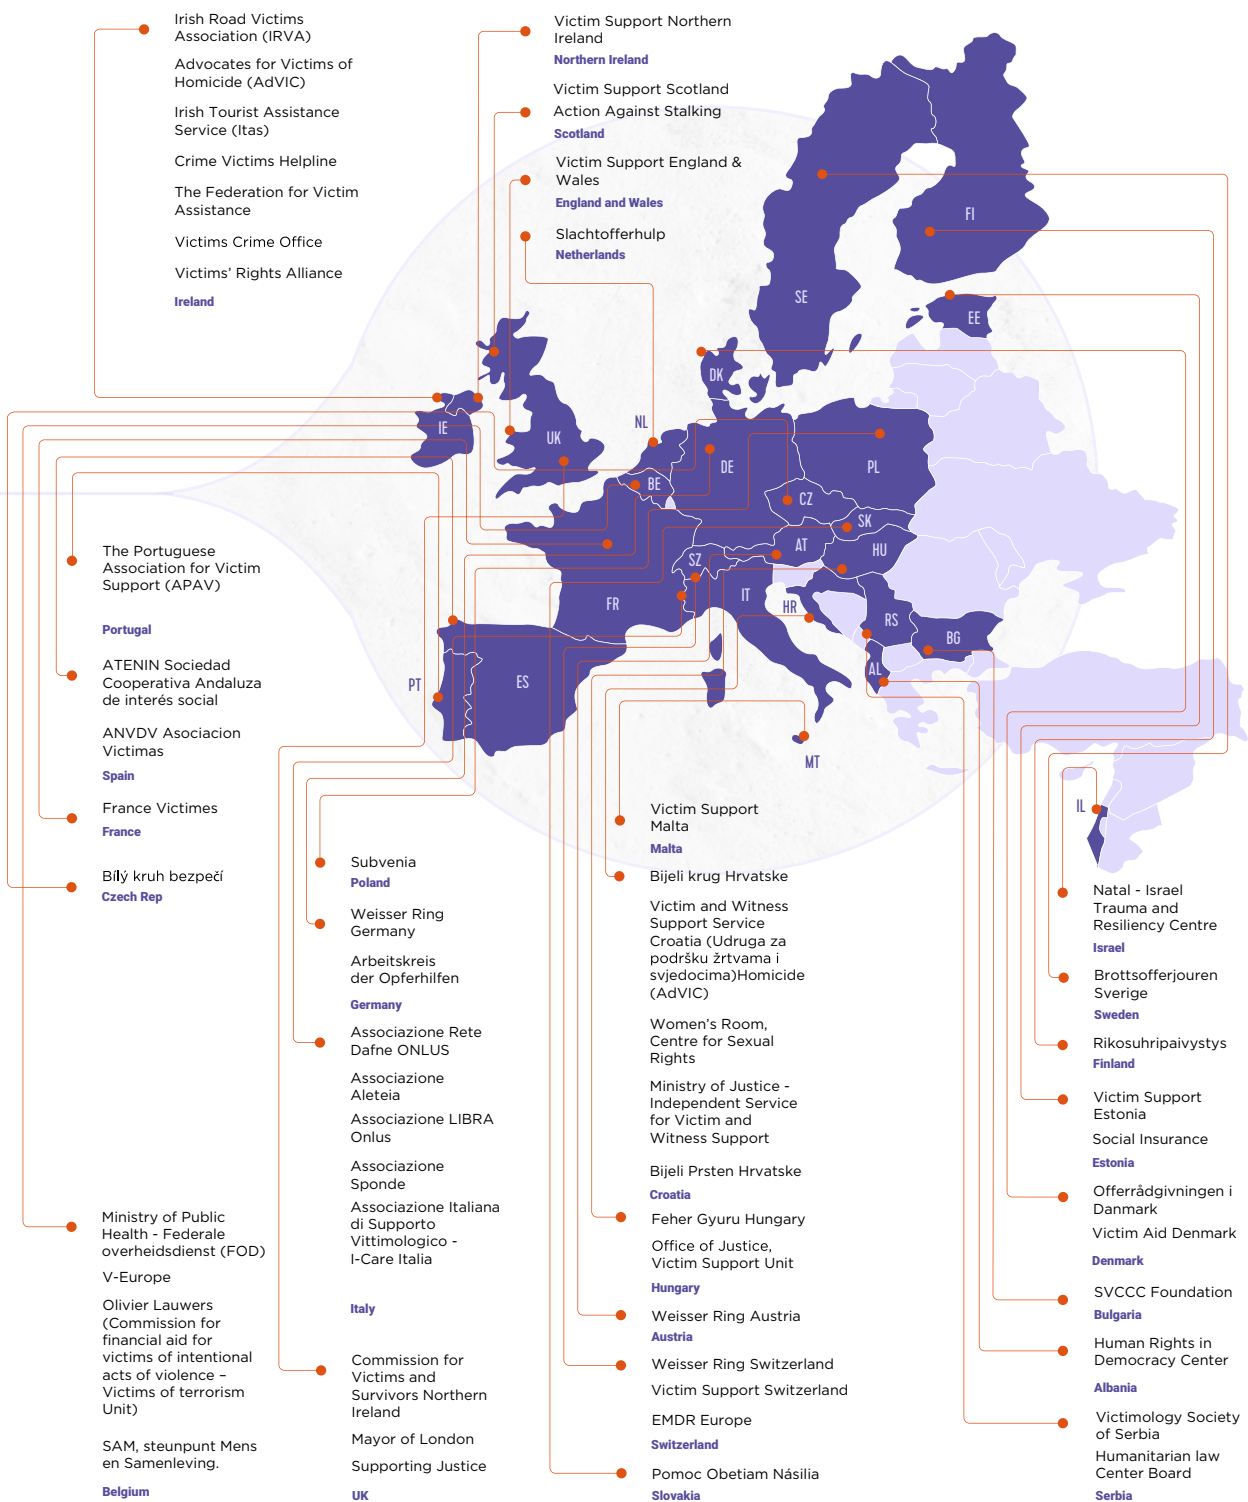 Irish Road Victims
Association (IRVA)
Advocates for Victims of
Homicide (AdVIC)
Irish Tourist Assistance
Service (Itas)
Crime Victims Helpline
The Federation for Victim
Assistance
Victims Crime Office
Victims' Rights Alliance
Ireland
Victim Support Northern
Ireland
Northern Ireland
Victim Support Scotland
Action Against Stalking
Scotland
Victim Support England &
Wales
England and Wales
Slachtofferhulp
Netherlands
FI
SE
EE
DK
NL
IE
UK
DE
PL
BE
CZ
SK
AT
HU
SZ
IT
HR
FR
RS
BG
AL
PT
ES
MT
IL
The Portuguese
Association for Victim
Support (APAV)
Portugal
ATENIN Sociedad
Cooperativa Andaluza
de interés social
ANVDV Asociacion
Victimas
Spain
France Victimes
France
Bílý kruh bezpečí
Czech Rep
Ministry of Public
Health - Federale
overheidsdienst (FOD)
V-Europe
Olivier Lauwers
(Commission for
financial aid for
victims of intentional
acts of violence –
Victims of terrorism
Unit)
SAM, steunpunt Mens
en Samenleving.
Belgium
Subvenia
Poland
Weisser Ring
Germany
Arbeitskreis
der Opferhilfen
Germany
Associazione Rete
Dafne ONLUS
Associazione
Aleteia
Associazione LIBRA
Onlus
Associazione
Sponde
Associazione Italiana
di Supporto
Vittimologico -
I-Care Italia
Italy
Commission for
Victims and
Survivors Northern
Ireland
Mayor of London
Supporting Justice
UK
Victim Support
Malta
Malta
Bijeli krug Hrvatske
Victim and Witness
Support Service
Croatia (Udruga za
podršku žrtvama i
svjedocima)Homicide
(AdVIC)
Women's Room,
Centre for Sexual
Rights
Ministry of Justice -
Independent Service
for Victim and
Witness Support
Bijeli Prsten Hrvatske
Croatia
Feher Gyuru Hungary
Office of Justice,
Victim Support Unit
Hungary
Weisser Ring Austria
Austria
Weisser Ring Switzerland
Victim Support Switzerland
EMDR Europe
Switzerland
Pomoc Obetiam Násilia
Slovakia
Natal - Israel
Trauma and
Resiliency Centre
Israel
Brottsofferjouren
Sverige
Sweden
Rikosuhripaivystys
Finland
Victim Support
Estonia
Social Insurance
Estonia
Offerrådgivningen i
Danmark
Victim Aid Denmark
Denmark
SVCCC Foundation
Bulgaria
Human Rights in
Democracy Center
Albania
Victimology Society
of Serbia
Humanitarian law
Center Board
Serbia